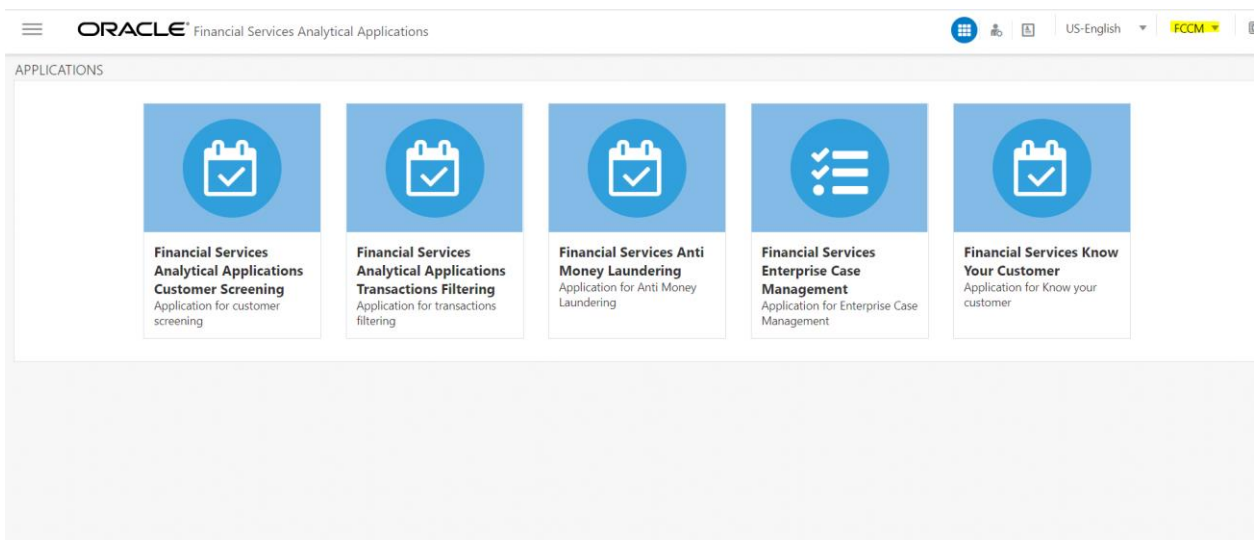 ORACLE® Financial Services Analytical Applications
US-English
FCCM
APPLICATIONS
Financial Services
Analytical Applications
Customer Screening
Application for customer
screening
Financial Services
Analytical Applications
Transactions Filtering
Application for transactions
filtering
Financial Services Anti
Money Laundering
Application for Anti Money
Laundering
Financial Services
Enterprise Case
Management
Application for Enterprise Case
Management
Financial Services Know
Your Customer
Application for Know your
customer